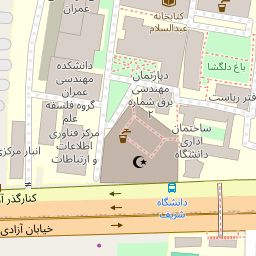 عمران
کتابخانه
عبدالسلام
باغ دلگشا
دانشکده
مهندسی
عمران
گروه فلسفه
علم
مرکز فناوری
اطلاعات
و ارتباطات
دپارتمان
مهندسی
برق شماره
۲
دفتر ریاست
ساختمان
اداری
دانشگاه
انبار مرکزی
دانشگاه
شریف
کنارگذر آزادی
خیابان آزادی